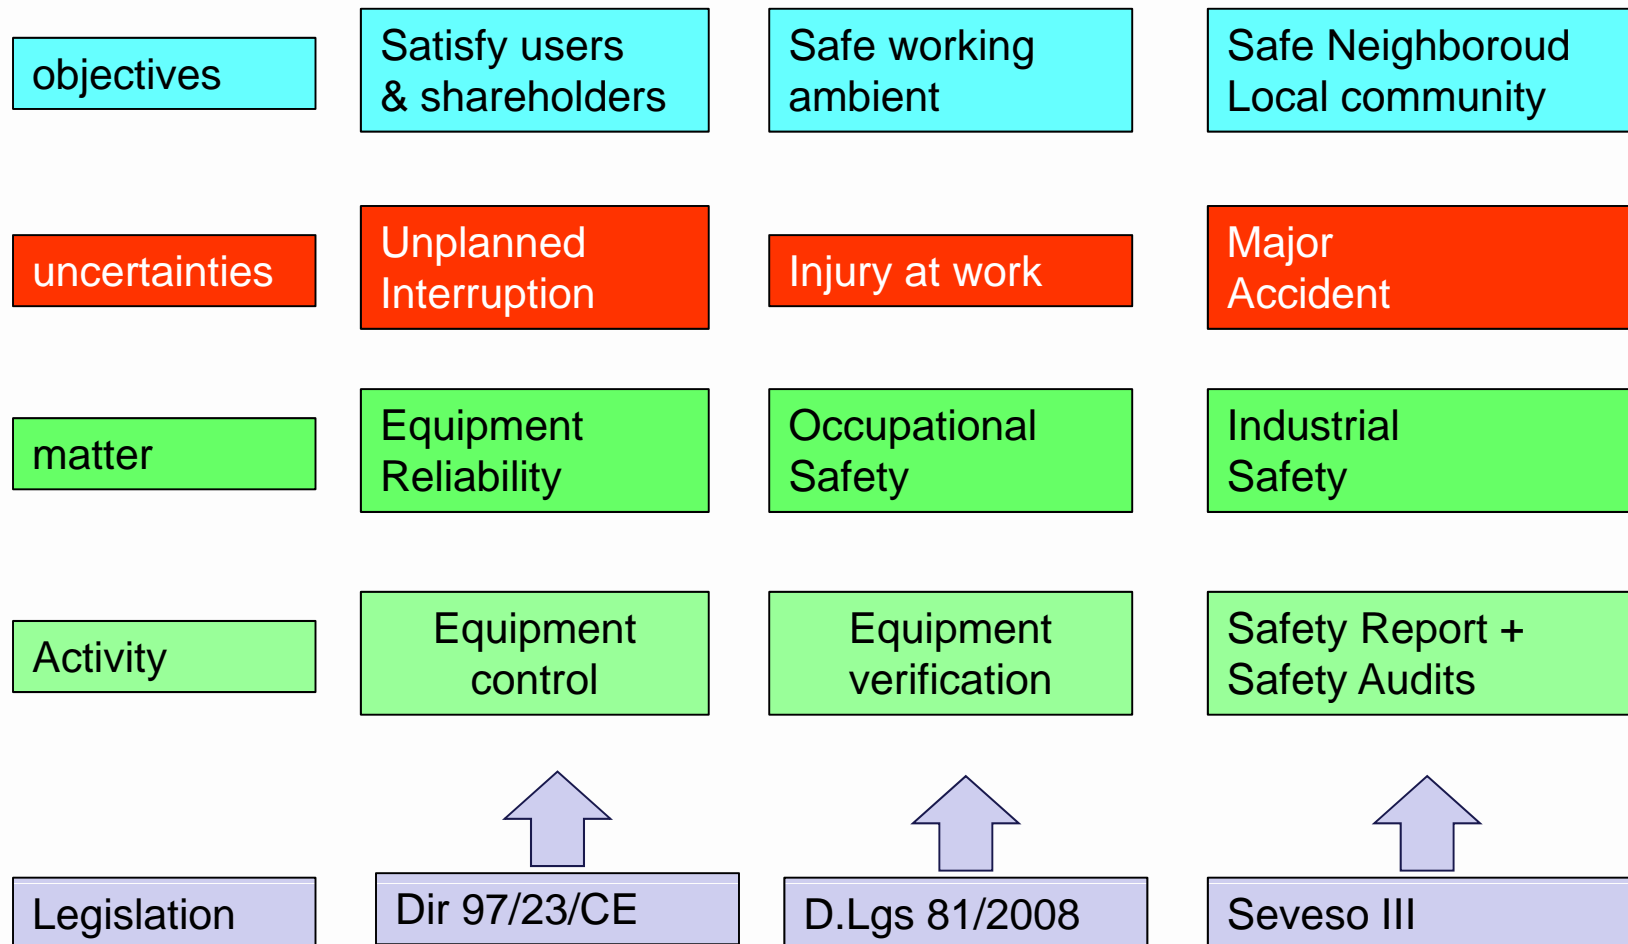 objectives
Satisfy users
& shareholders
Safe working
ambient
Safe Neighboroud
Local community
uncertainties
Unplanned
Interruption
Injury at work
Major
Accident
matter
Equipment
Reliability
Occupational
Safety
Industrial
Safety
Activity
Equipment
control
Equipment
verification
Safety Report +
Safety Audits
Legislation
Dir 97/23/CE
D.Lgs 81/2008
Seveso III